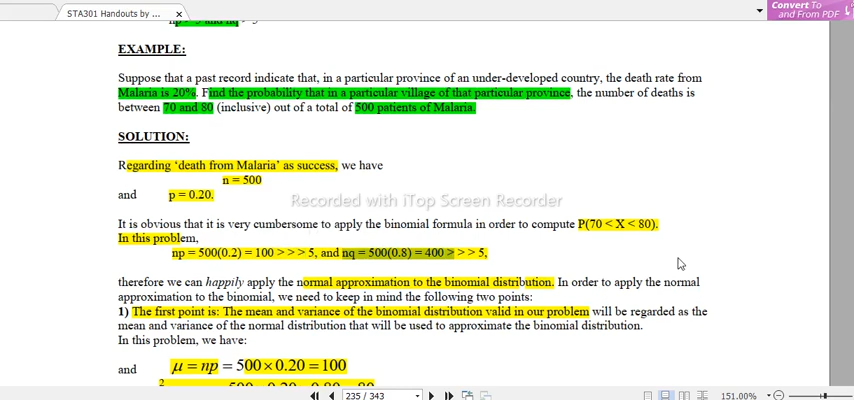 STA301 Handouts by ...
Convert To
and From PDF
EXAMPLE:
Suppose that a past record indicate that, in a particular province of an under-developed country, the death rate from
Malaria is 20%. Find the probability that in a particular village of that particular province, the number of deaths is
between 70 and 80 (inclusive) out of a total of 500 patients of Malaria.
SOLUTION:
Regarding 'death from Malaria' as success, we have
n = 500
and p = 0.20.
Recorded with iTop Screen Recorder
It is obvious that it is very cumbersome to apply the binomial formula in order to compute P(70 < X < 80).
In this problem,
np = 500(0.2) = 100 > > > 5, and nq = 500(0.8) = 400 > > > 5,
therefore we can happily apply the normal approximation to the binomial distribution. In order to apply the normal
approximation to the binomial, we need to keep in mind the following two points:
1) The first point is: The mean and variance of the binomial distribution valid in our problem will be regarded as the
mean and variance of the normal distribution that will be used to approximate the binomial distribution.
In this problem, we have:
and μ = np = 500 × 0.20 = 100
235 / 343
151.00%